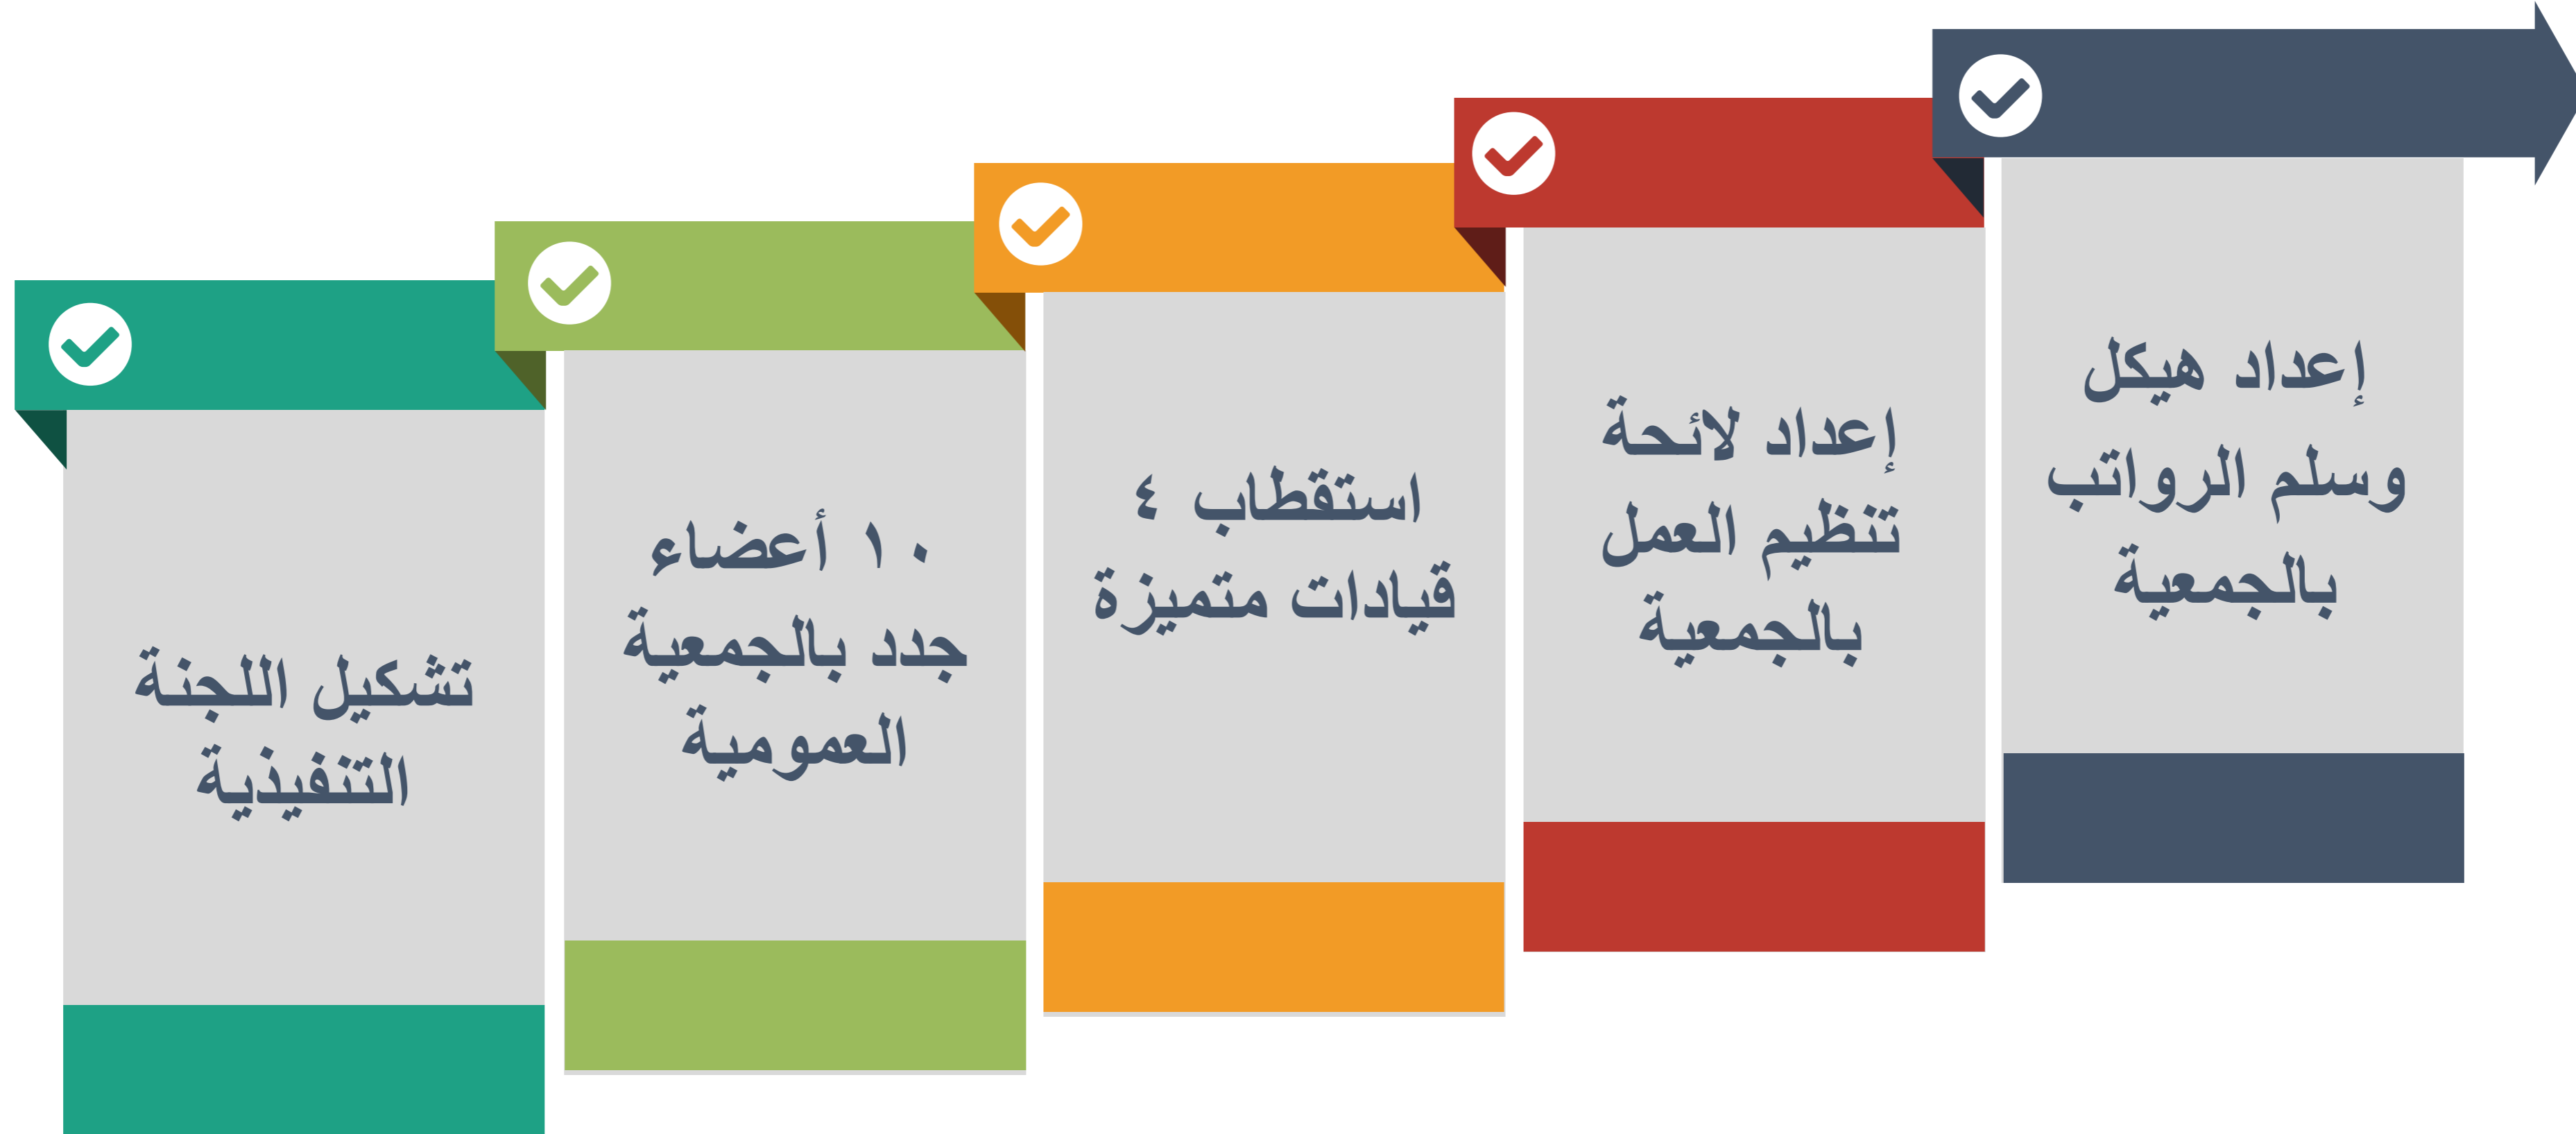 تشكيل اللجنة
التنفيذية
١٠ أعضاء
جدد بالجمعية
العمومية
استقطاب ٤
قيادات متميزة
إعداد لائحة
تنظيم العمل
بالجمعية
إعداد هيكل
وسلم الرواتب
بالجمعية